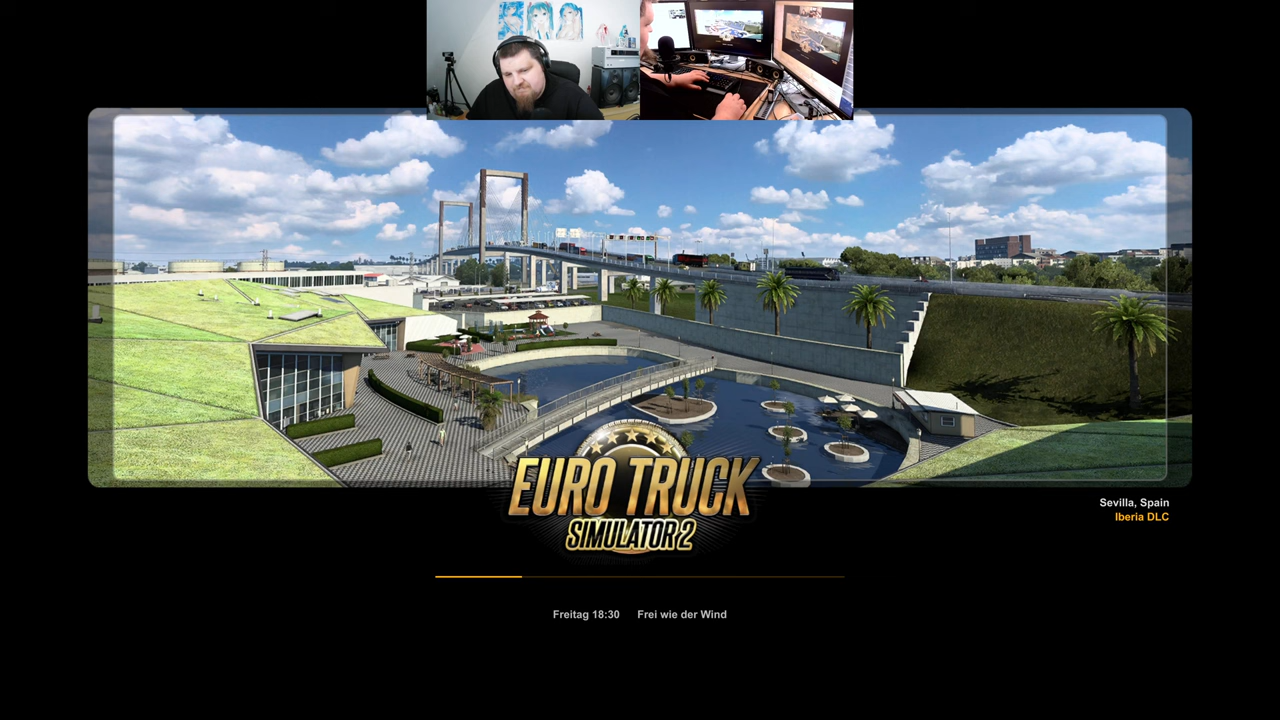 EURO TRUCK
SIMULATOR 2
Sevilla, Spain
Iberia DLC
Freitag 18:30 Frei wie der Wind